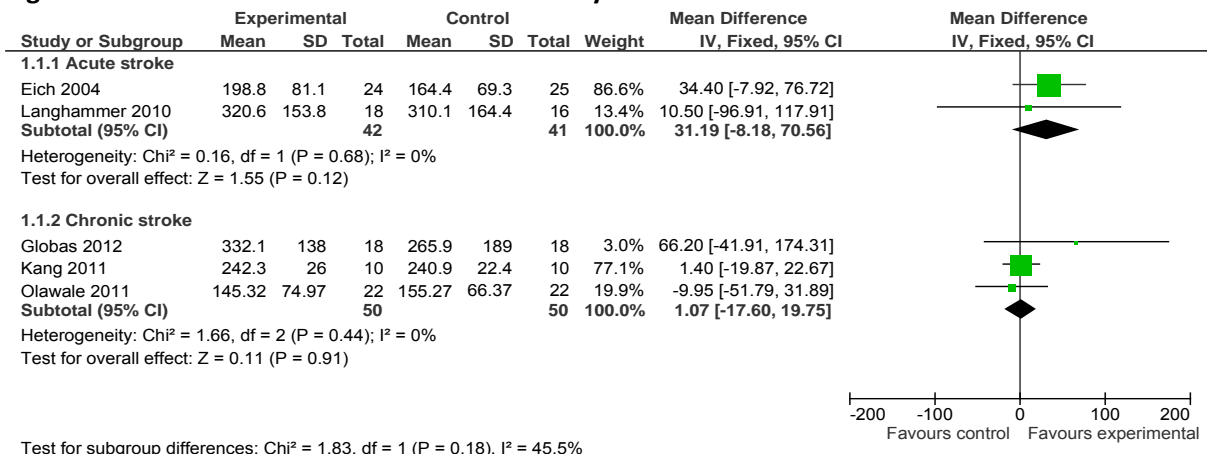 Experimental Control Mean Difference Mean Difference
Study or Subgroup Mean SD Total Mean SD Total Weight IV, Fixed, 95% CI IV, Fixed, 95% CI
1.1.1 Acute stroke
Eich 2004 198.8 81.1 24 164.4 69.3 25 86.6% 34.40 [-7.92, 76.72]
Langhammer 2010 320.6 153.8 18 310.1 164.4 16 13.4% 10.50 [-96.91, 117.91]
Subtotal (95% CI) 42 41 100.0% 31.19 [-8.18, 70.56]
Heterogeneity: Chi² = 0.16, df = 1 (P = 0.68); I² = 0%
Test for overall effect: Z = 1.55 (P = 0.12)
1.1.2 Chronic stroke
Globas 2012 332.1 138 18 265.9 189 18 3.0% 66.20 [-41.91, 174.31]
Kang 2011 242.3 26 10 240.9 22.4 10 77.1% 1.40 [-19.87, 22.67]
Olawale 2011 145.32 74.97 22 155.27 66.37 22 19.9% -9.95 [-51.79, 31.89]
Subtotal (95% CI) 50 50 100.0% 1.07 [-17.60, 19.75]
Heterogeneity: Chi² = 1.66, df = 2 (P = 0.44); I² = 0%
Test for overall effect: Z = 0.11 (P = 0.91)
-200 -100 0 100 200
Favours control Favours experimental
Test for subgroup differences: Chi² = 1.83, df = 1 (P = 0.18), I² = 45.5%